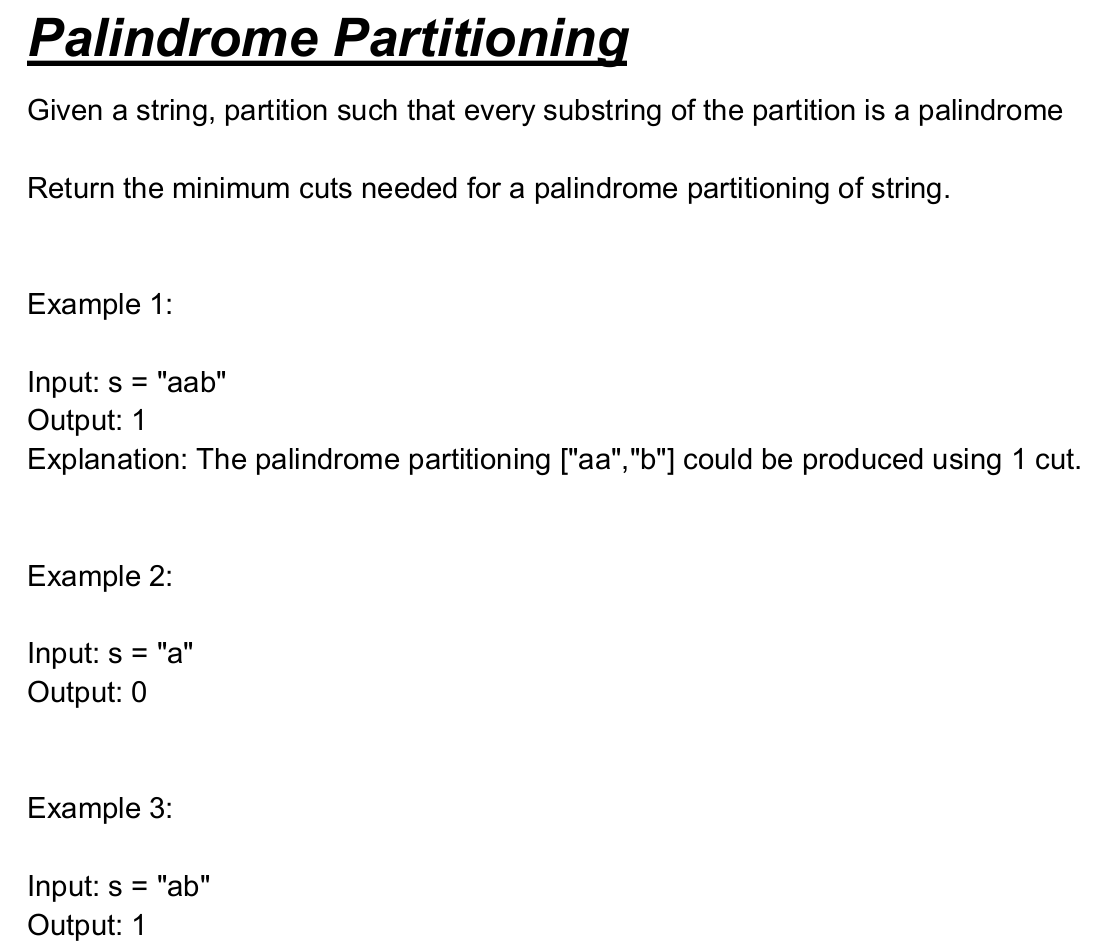 Palindrome Partitioning
Given a string, partition such that every substring of the partition is a palindrome
Return the minimum cuts needed for a palindrome partitioning of string.
Example 1:
Input: s = "aab"
Output: 1
Explanation: The palindrome partitioning ["aa","b"] could be produced using 1 cut.
Example 2:
Input: s = "a"
Output: 0
Example 3:
Input: s = "ab"
Output: 1